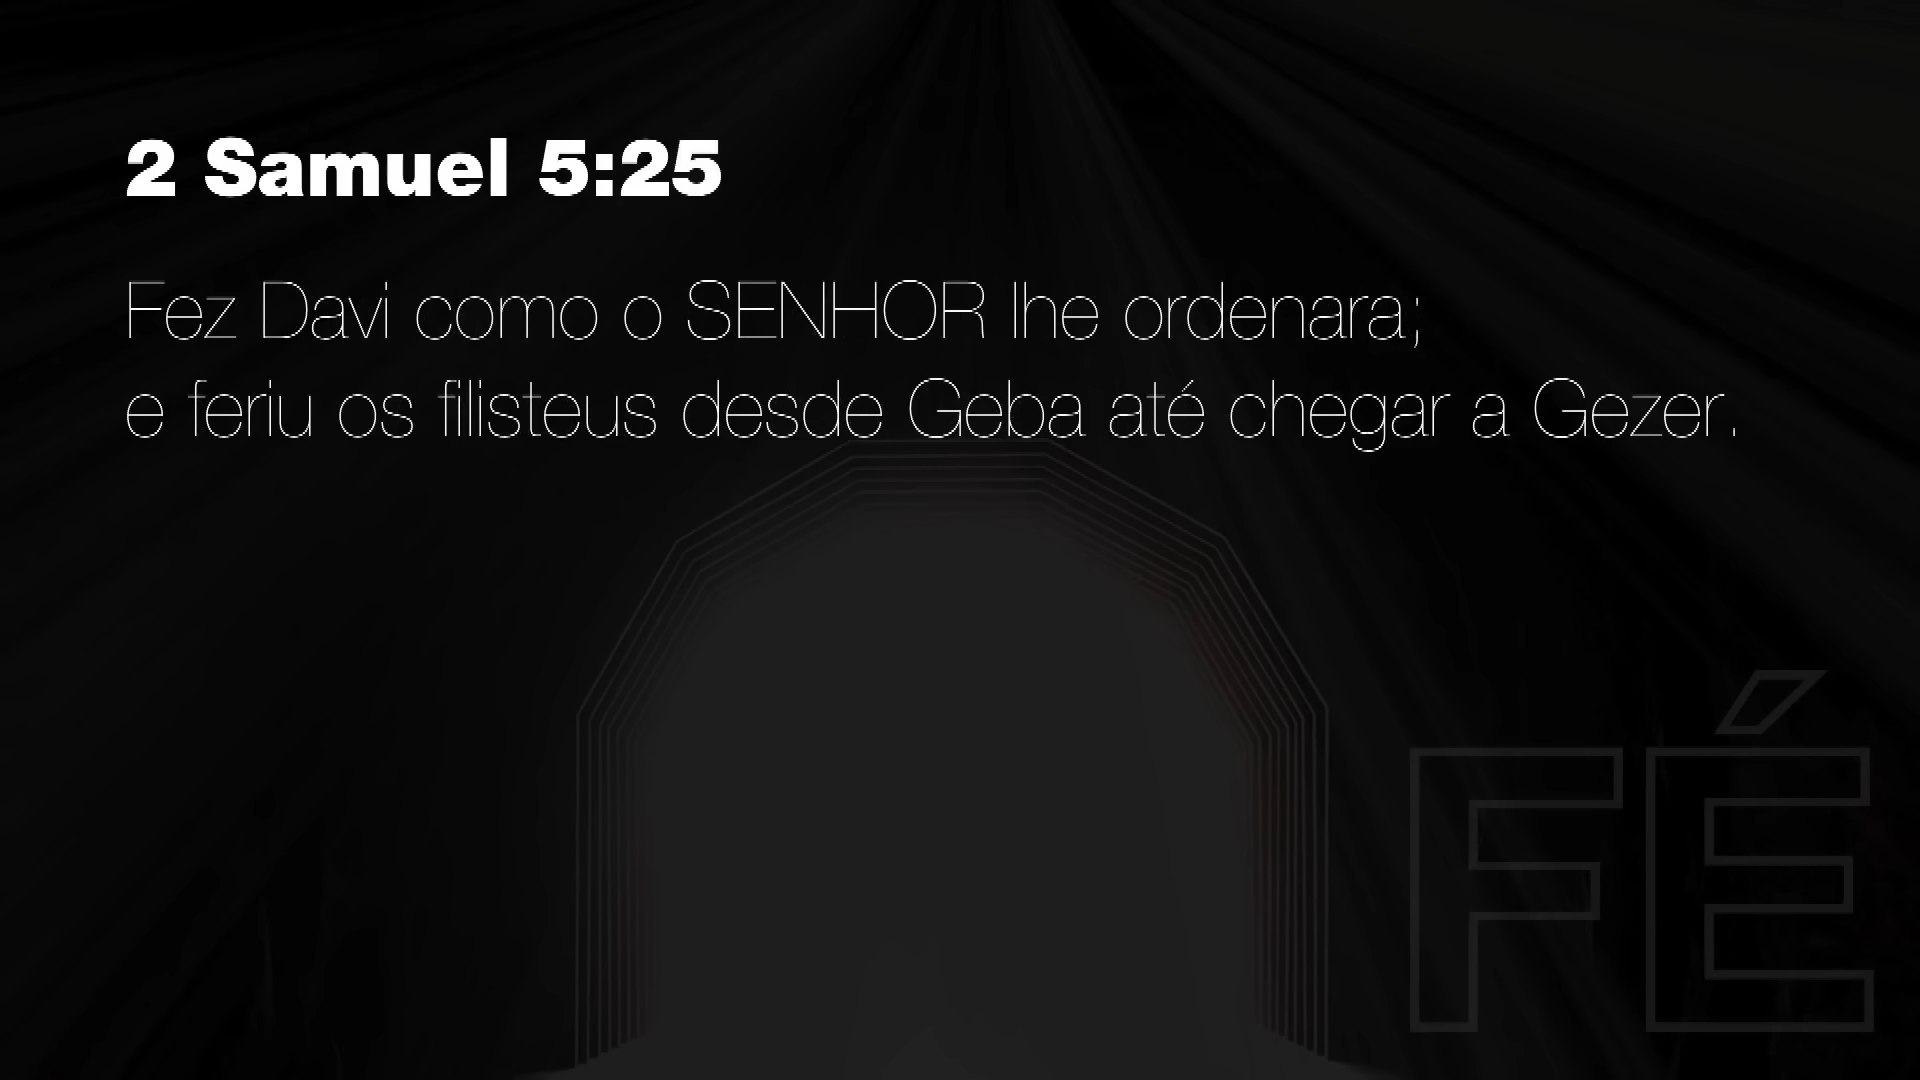 2 Samuel 5:25
Fez Davi como o SENHOR lhe ordenara;
e feriu os filisteus desde Geba até chegar a Gezer.
FÉ